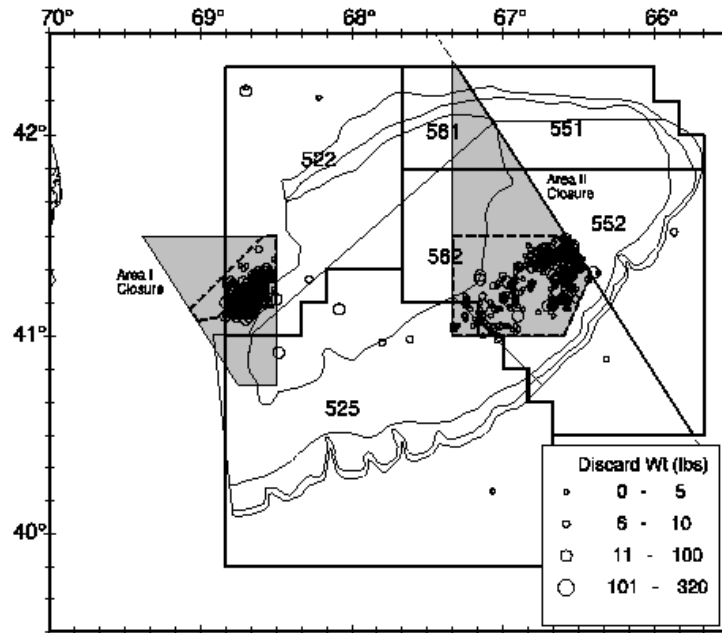 70° 69° 68° 67° 66°
42°
41°
40°
522
561
551
Area II
Closure
552
562
Area I
Closure
525
Discard Wt (lbs)
0 - 5
6 - 10
11 - 100
101 - 320